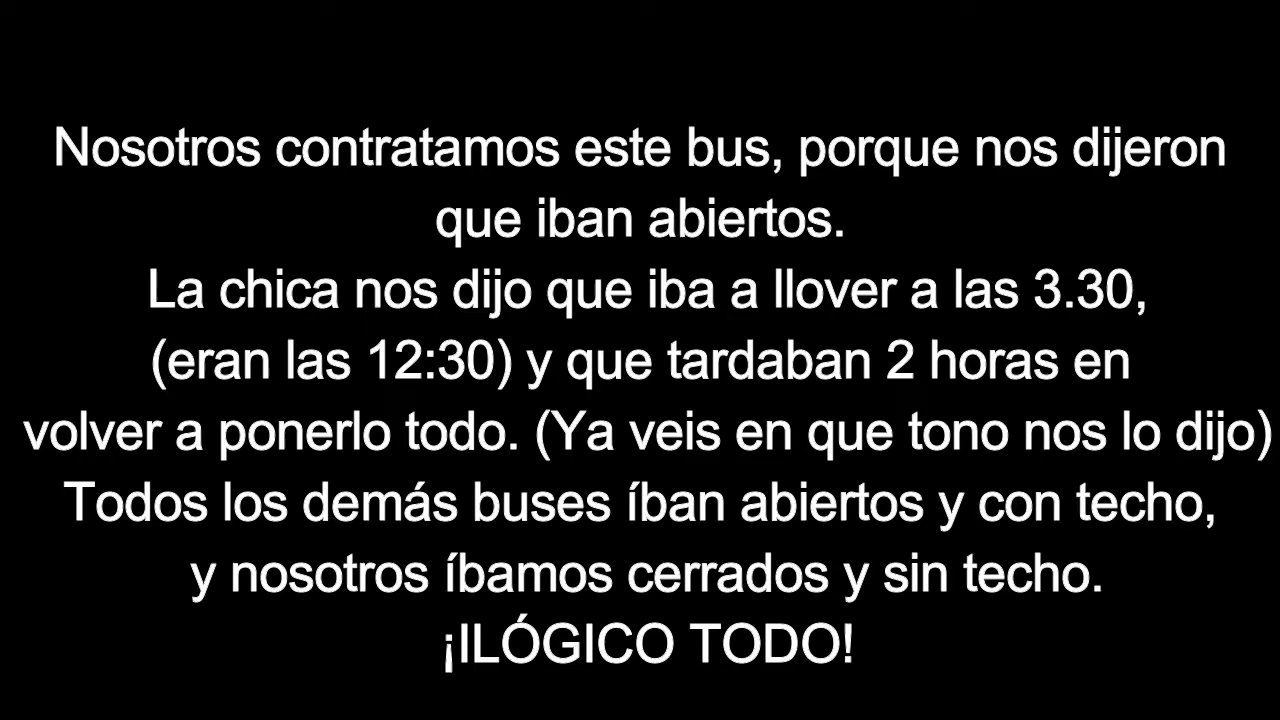 Nosotros contratamos este bus, porque nos dijeron
que iban abiertos.
La chica nos dijo que iba a llover a las 3.30,
(eran las 12:30) y que tardaban 2 horas en
volver a ponerlo todo. (Ya veis en que tono nos lo dijo)
Todos los demás buses íban abiertos y con techo,
y nosotros íbamos cerrados y sin techo.
¡ILÓGICO TODO!